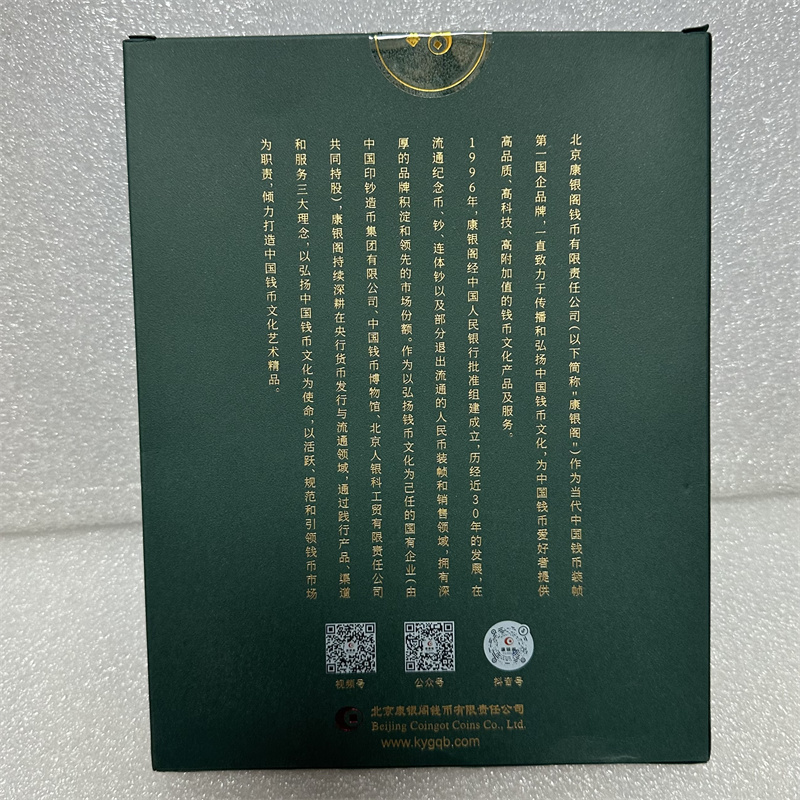 北京康银阁钱币有限责任公司(以下简称"康银阁")作为当代中国钱币装帧
第一国企品牌,一直致力于传播和弘扬中国钱币文化,为中国钱币爱好者提供
高品质、高科技、高附加值的钱币文化产品及服务。
1996年,康银阁经中国人民银行批准组建成立,历经近30年的发展,在
流通纪念币、钞、连体钞以及部分退出流通的人民币装帧和销售领域,拥有深
厚的品牌积淀和领先的市场份额。作为以弘扬钱币文化为己任的国有企业(由
中国印钞造币集团有限公司、中国钱币博物馆、北京人银科工贸有限责任公司
共同持股),康银阁持续深耕在央行货币发行与流通领域,通过践行产品、渠道
和服务三大理念,以弘扬中国钱币文化为使命,以活跃、规范和引领钱币市场
为职责,倾力打造中国钱币文化艺术精品。
视频号
公众号
抖音号
北京康银阁钱币有限责任公司
Beijing Coingot Coins Co., Ltd.
www.kygqb.com